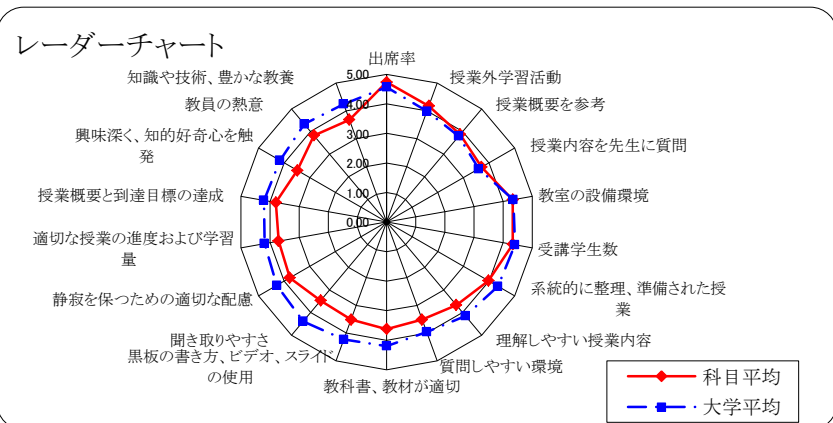 レーダーチャート
出席率
授業外学習活動
授業概要を参考
授業内容を先生に質問
教室の設備環境
受講学生数
系統的に整理、準備された授
業
理解しやすい授業内容
質問しやすい環境
教科書、教材が適切
黒板の書き方、ビデオ、スライド
の使用
聞き取りやすさ
静寂を保つための適切な配慮
適切な授業の進度および学習
量
授業概要と到達目標の達成
興味深く、知的好奇心を触
発
教員の熱意
知識や技術、豊かな教養
5.00
4.00
3.00
2.00
1.00
0.00
科目平均
大学平均